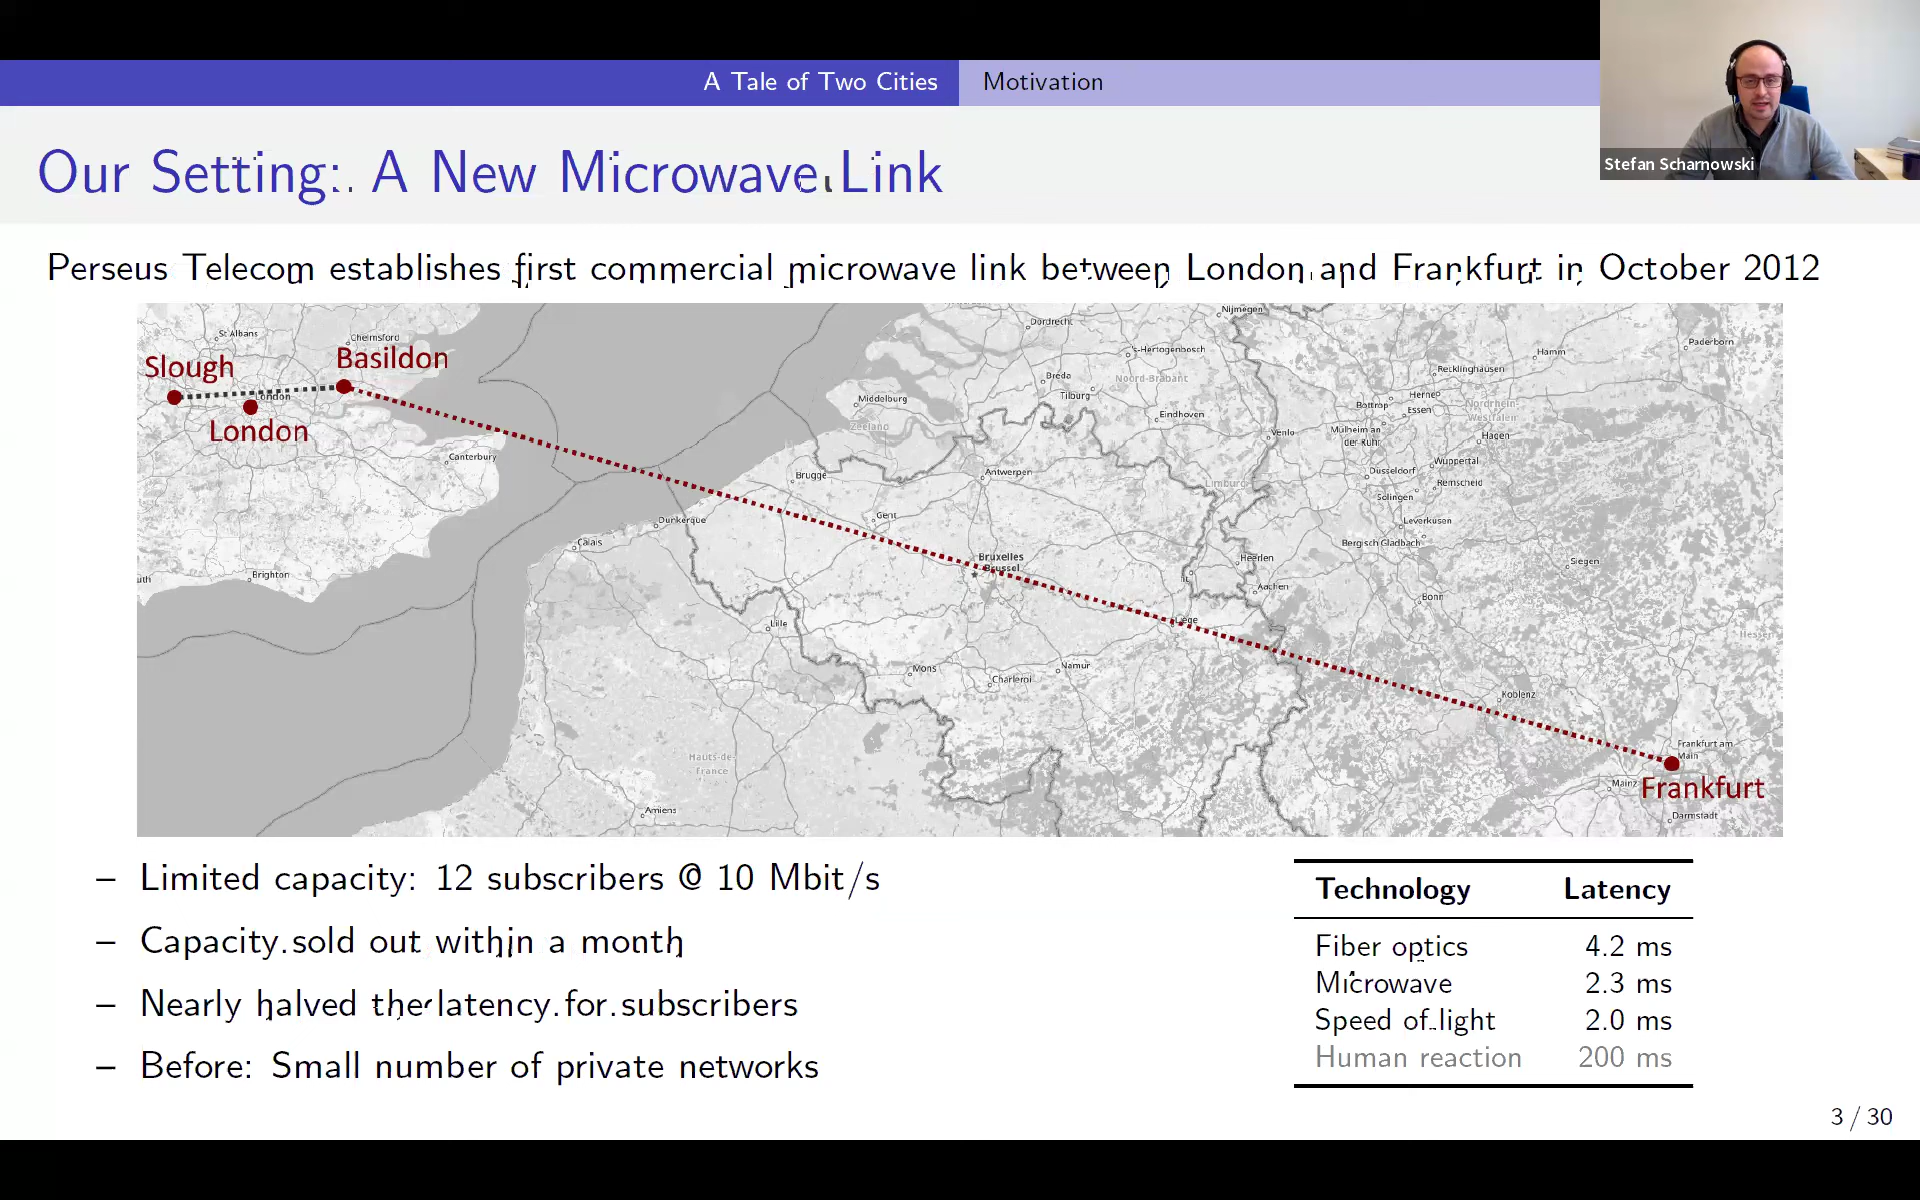 A Tale of Two Cities Motivation
Stefan Scharnowski
Our Setting: A New Microwave Link
Perseus Telecom establishes first commercial microwave link between London and Frankfurt in October 2012
Slough
Basildon
London
Frankfurt
St Albans
Chelmsford
London
Canterbury
Brighton
uth
Calais
Dunkerque
Lille
Brugge
Gent
Antwerpen
Middelburg
Zeeland
Dordrecht
's-Hertogenbosch
Breda
Noord-Brabant
Tilburg
Eindhoven
Nijmegen
Venlo
Limburg
Bruxelles
Brussel
Liège
Mons
Charleroi
Namur
Hauts-de-
France
Amiens
Heerlen
Aachen
Paderborn
Hamm
Recklinghausen
Herne
Bottrop
Essen
Nordrhein-
Westfalen
Mülheim an
der Ruhr
Hagen
Wuppertal
Düsseldorf
Remscheid
Solingen
Leverkusen
Bergisch Gladbach
Siegen
Bonn
Hessen
Koblenz
Frankfurt am
Main
Mainz
Darmstadt
– Limited capacity: 12 subscribers @ 10 Mbit/s
– Capacity sold out within a month
– Nearly halved the latency for subscribers
– Before: Small number of private networks
Technology Latency
Fiber optics 4.2 ms
Microwave 2.3 ms
Speed of light 2.0 ms
Human reaction 200 ms
3 / 30